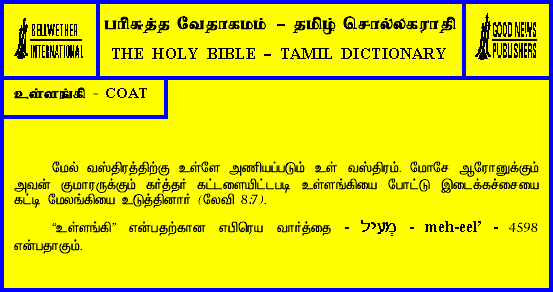 BELLWETHER
INTERNATIONAL
பரிசுத்த வேதாகமம் – தமிழ் சொல்லகராதி
THE HOLY BIBLE – TAMIL DICTIONARY
GOOD NEWS
PUBLISHERS
உள்ளங்கி - COAT
மேல் வஸ்திரத்திற்கு உள்ளே அணியப்படும் உள் வஸ்திரம். மோசே ஆரோனுக்கும்
அவன் குமாரருக்கும் கர்த்தர் கட்டளையிட்டபடி உள்ளங்கியை போட்டு இடைக்கச்சையை
கட்டி மேலங்கியை உடுத்தினார் (லேவி 8:7).
“உள்ளங்கி” என்பதற்கான எபிரெய வார்த்தை - מְעִיל - meh-eel’ - 4598
என்பதாகும்.